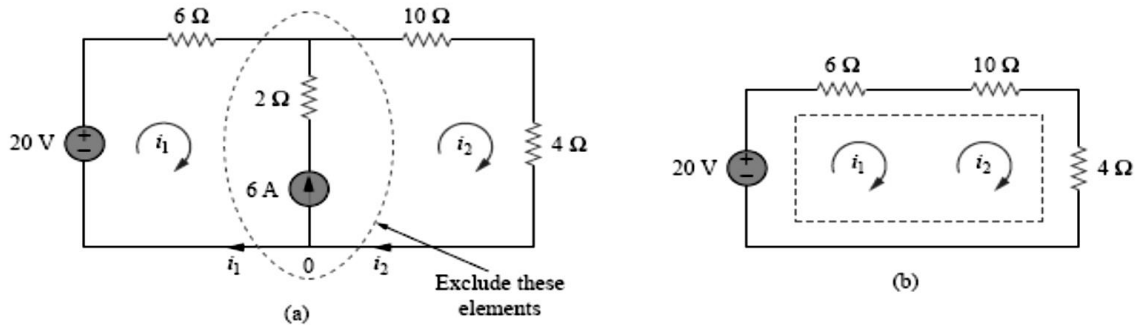 6 Ω
10 Ω
2 Ω
20 V
i1
i2
4 Ω
6 A
i1
0
i2
Exclude these
elements
(a)
6 Ω
10 Ω
20 V
i1
i2
4 Ω
(b)